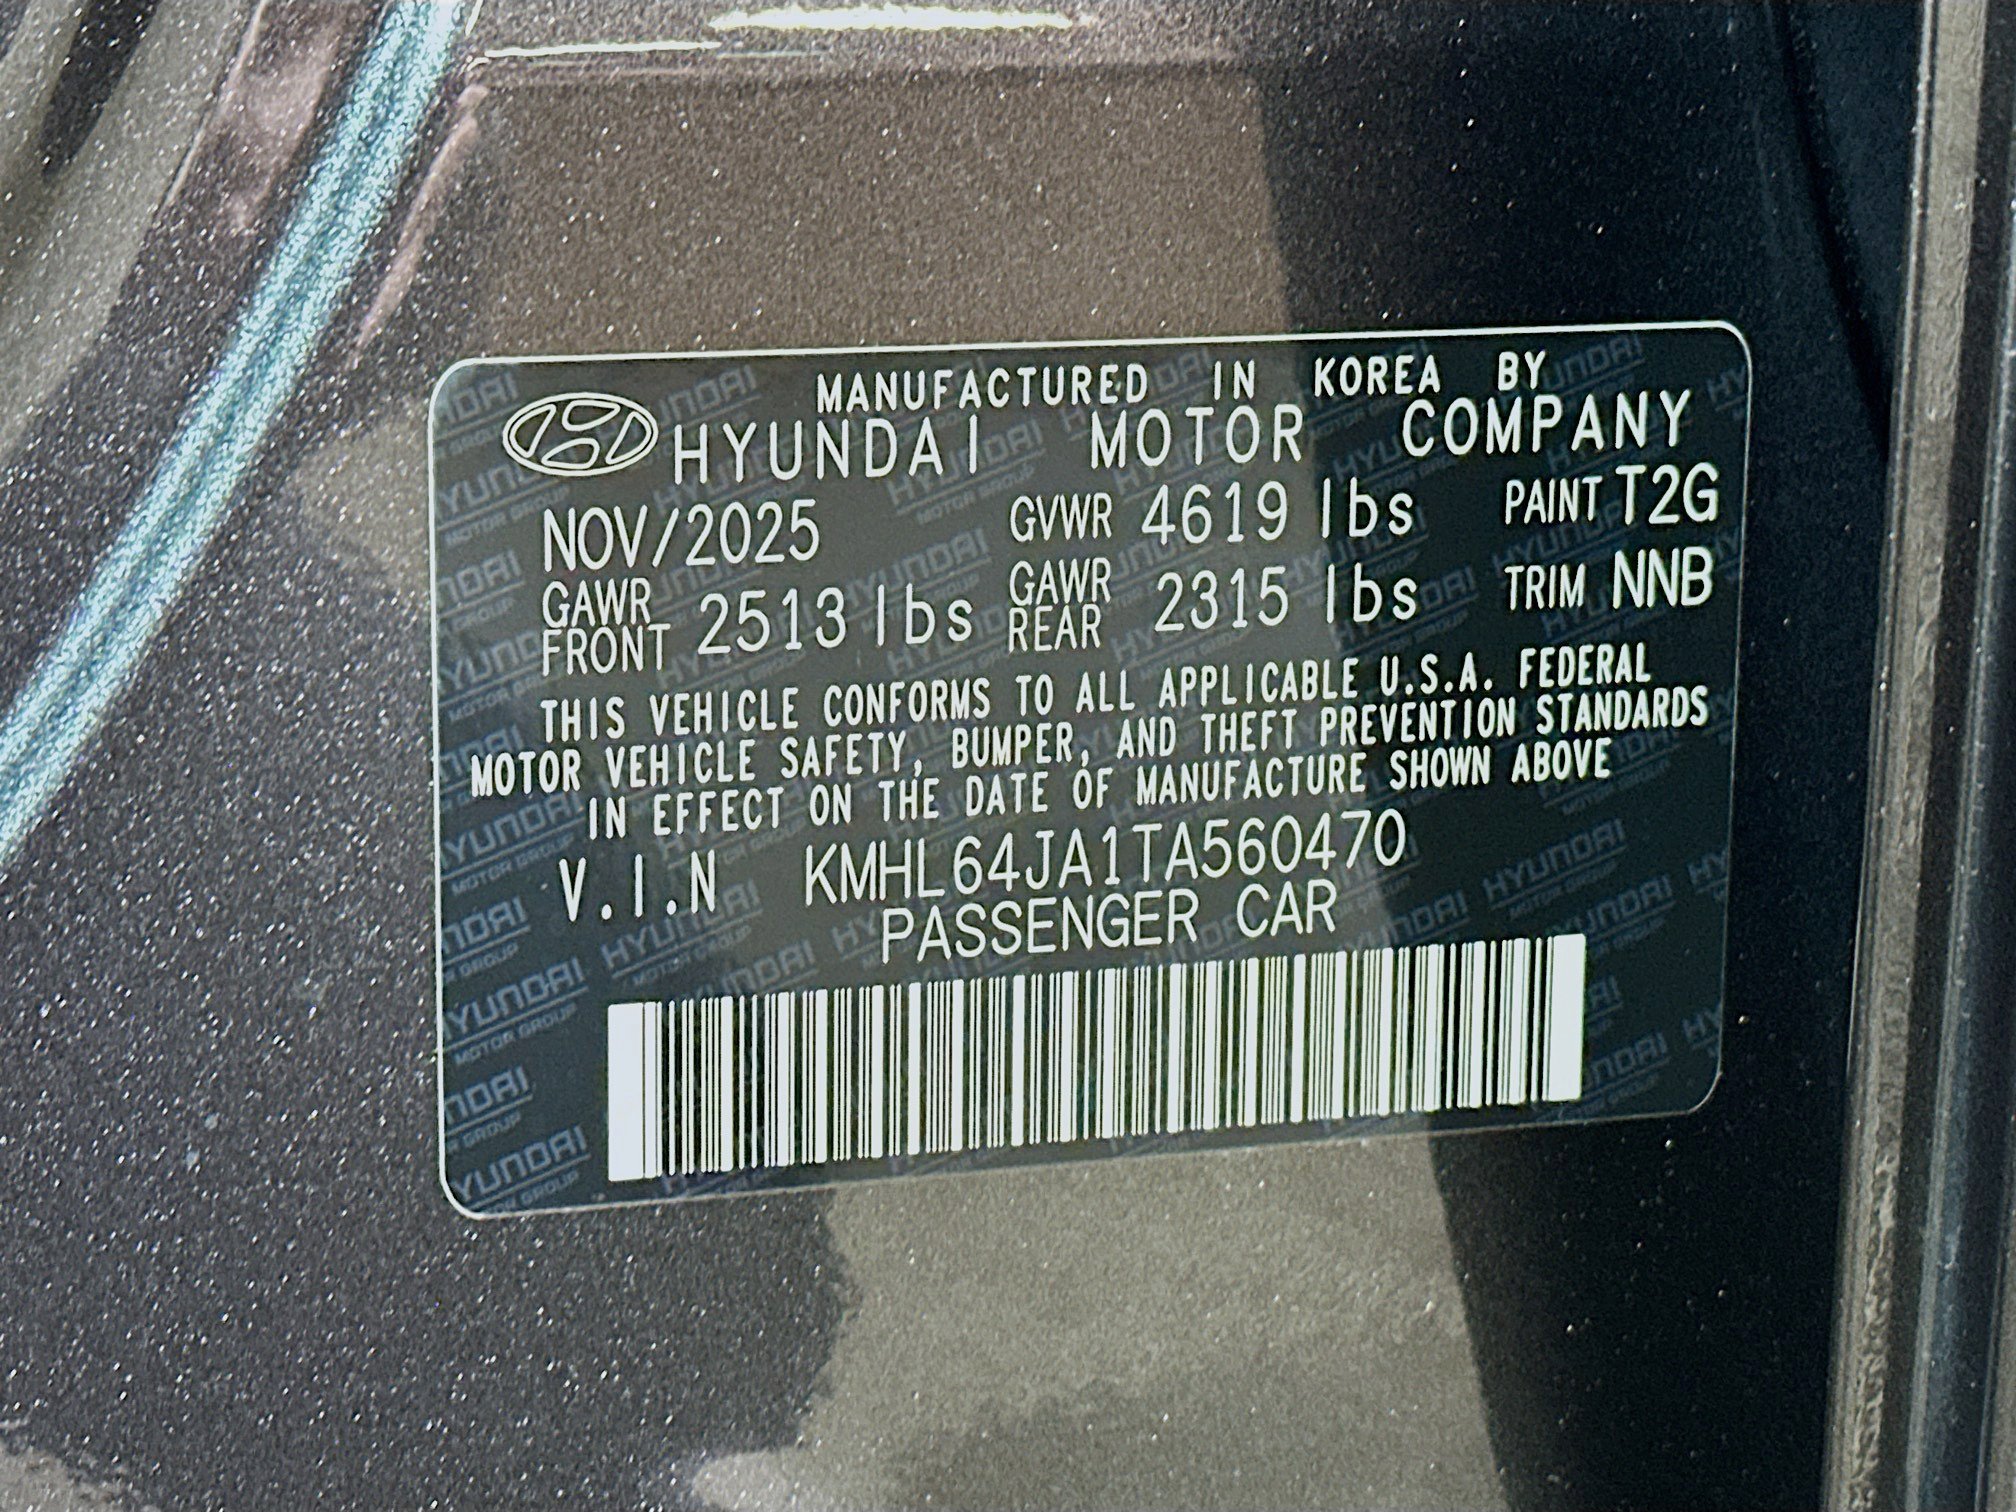 MANUFACTURED IN KOREA BY
HYUNDAI MOTOR COMPANY
NOV/2025 GVWR 4619 lbs PAINT T2G
GAWR FRONT 2513 lbs GAWR REAR 2315 lbs TRIM NNB
THIS VEHICLE CONFORMS TO ALL APPLICABLE U.S.A. FEDERAL
MOTOR VEHICLE SAFETY, BUMPER, AND THEFT PREVENTION STANDARDS
IN EFFECT ON THE DATE OF MANUFACTURE SHOWN ABOVE
V.I.N KMHL64JA1TA560470
PASSENGER CAR